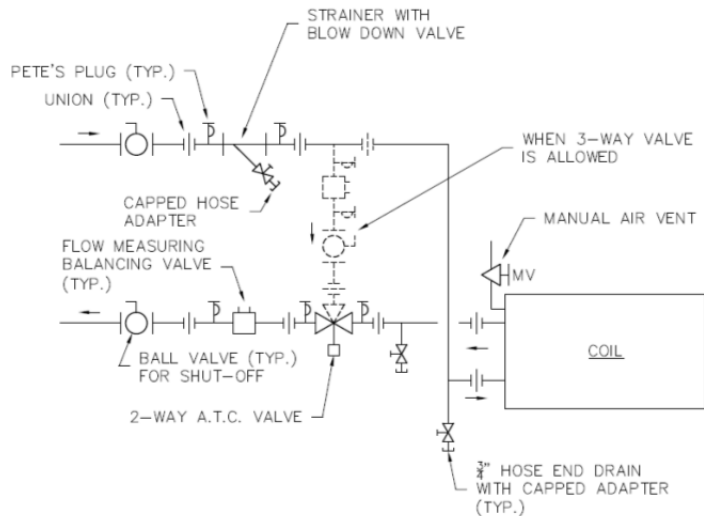 STRAINER WITH
BLOW DOWN VALVE
PETE'S PLUG (TYP.)
UNION (TYP.)
WHEN 3-WAY VALVE
IS ALLOWED
CAPPED HOSE
ADAPTER
MANUAL AIR VENT
FLOW MEASURING
BALANCING VALVE
(TYP.)
MV
COIL
BALL VALVE (TYP.)
FOR SHUT-OFF
2-WAY A.T.C. VALVE
¾" HOSE END DRAIN
WITH CAPPED ADAPTER
(TYP.)